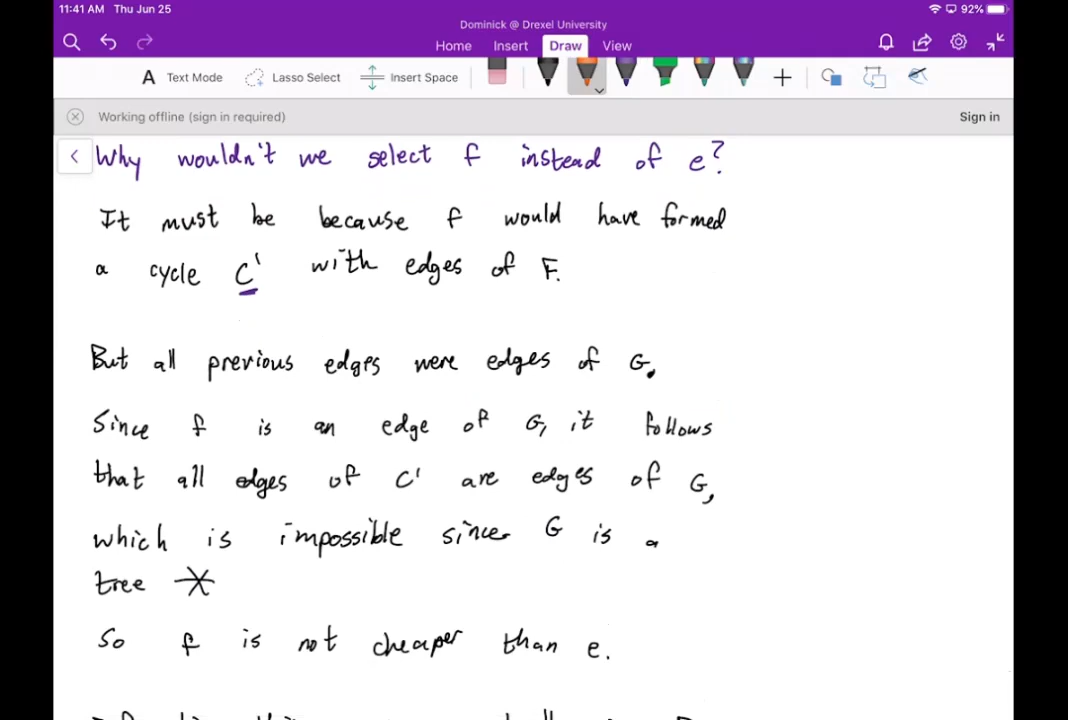 11:41 AM Thu Jun 25
92%
Dominick @ Drexel University
Home Insert Draw View
Text Mode Lasso Select Insert Space
Working offline (sign in required) Sign in
Why wouldn't we select f instead of e?
It must be because f would have formed
a cycle C' with edges of F.
But all previous edges were edges of G.
Since f is an edge of G, it follows
that all edges of C' are edges of G,
which is impossible since G is a
tree
So f is not cheaper than e.